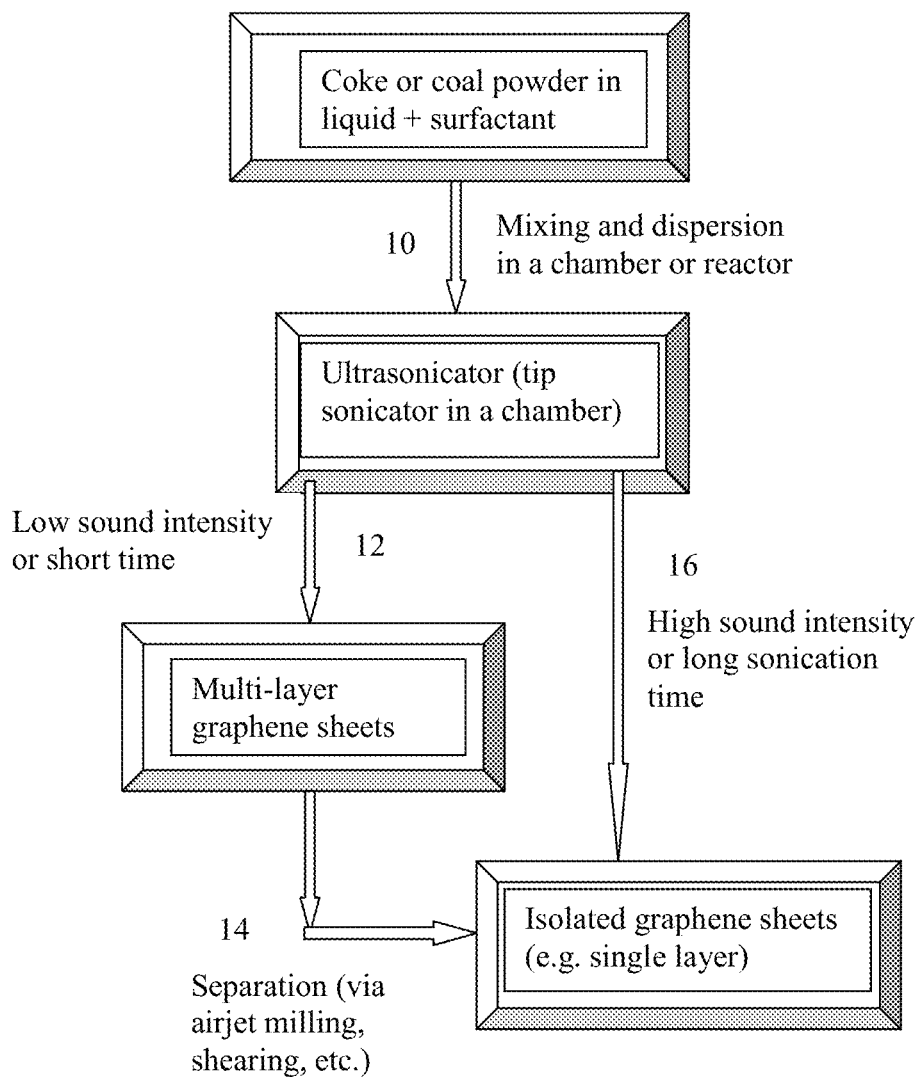 Coke or coal powder in
liquid + surfactant
10
Mixing and dispersion
in a chamber or reactor
Ultrasonicator (tip
sonicator in a chamber)
Low sound intensity
or short time
12
16
High sound intensity
or long sonication
time
Multi-layer
graphene sheets
14
Separation (via
airjet milling,
shearing, etc.)
Isolated graphene sheets
(e.g. single layer)